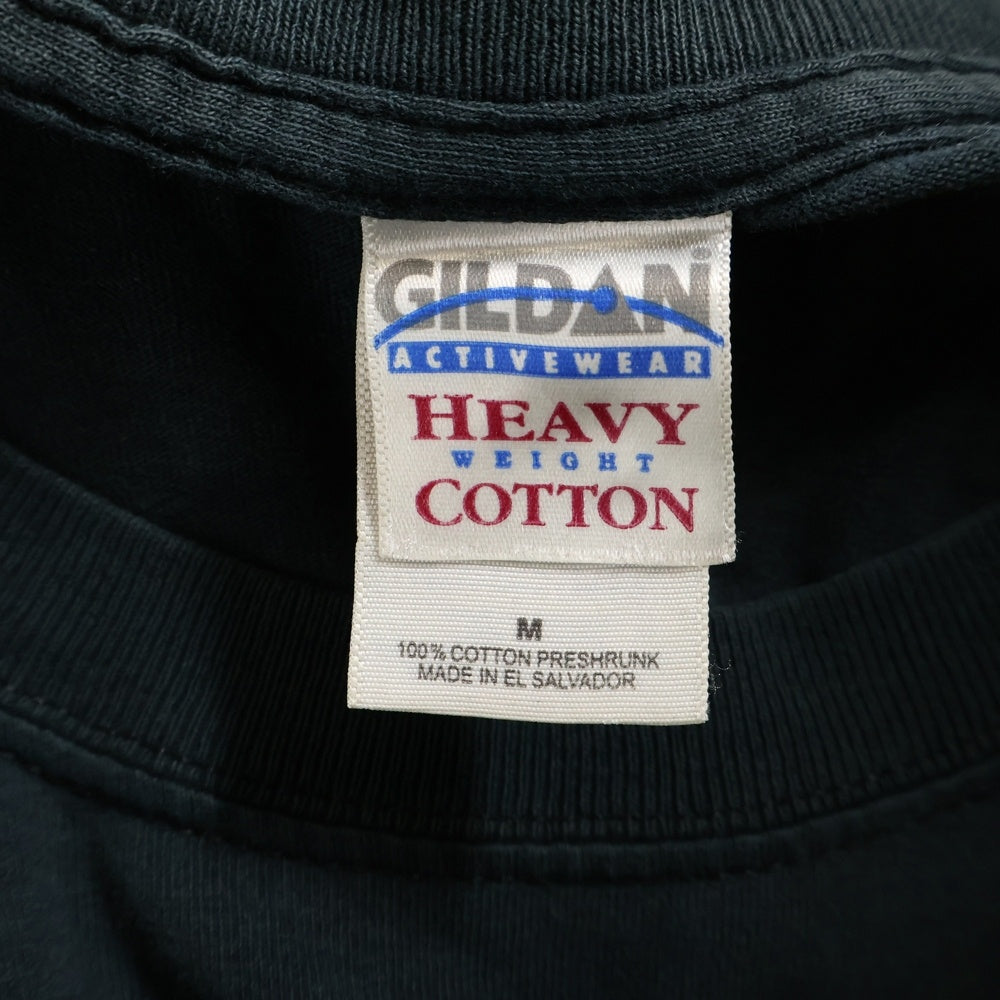 GILDAN®
ACTIVEWEAR
HEAVY
WEIGHT
COTTON
M
100% COTTON PRESHRUNK
MADE IN EL SALVADOR